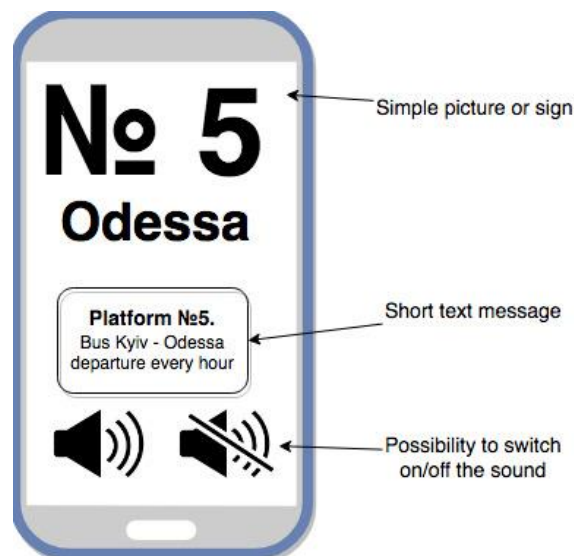 № 5
Simple picture or sign
Odessa
Platform №5.
Bus Kyiv - Odessa
departure every hour
Short text message
Possibility to switch
on/off the sound